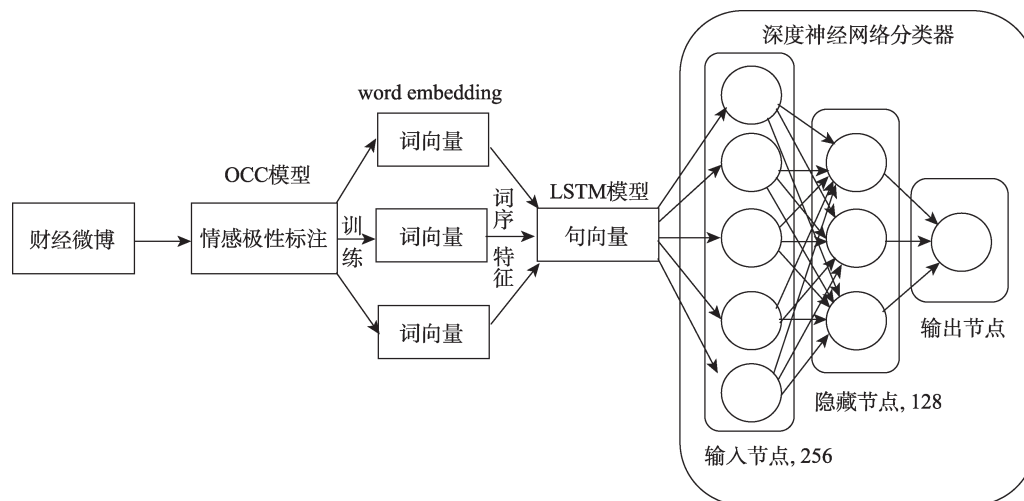 深度神经网络分类器
word embedding
词向量
OCC模型
LSTM模型
财经微博
情感极性标注
训练
词向量
词序
特征
句向量
词向量
输出节点
隐藏节点, 128
输入节点, 256